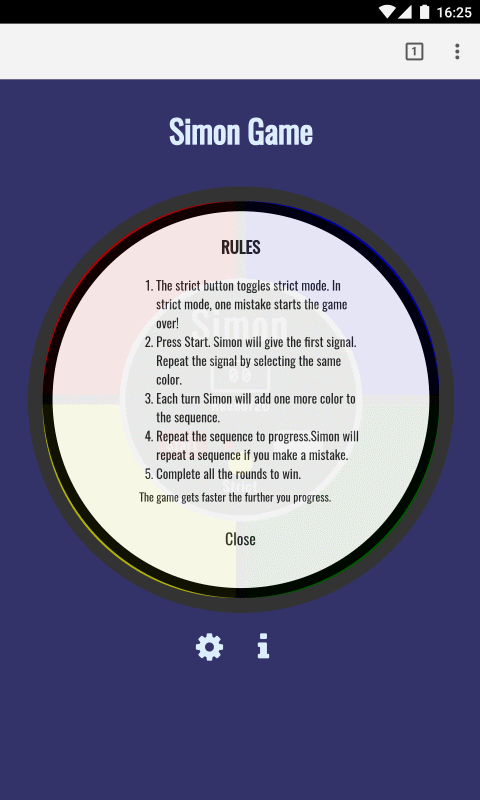 16:25
1
Simon Game
RULES
1. The strict button toggles strict mode. In
strict mode, one mistake starts the game
over!
2. Press Start. Simon will give the first signal.
Repeat the signal by selecting the same
color.
3. Each turn Simon will add one more color to
the sequence.
4. Repeat the sequence to progress.Simon will
repeat a sequence if you make a mistake.
5. Complete all the rounds to win.
The game gets faster the further you progress.
Simon
00
Close